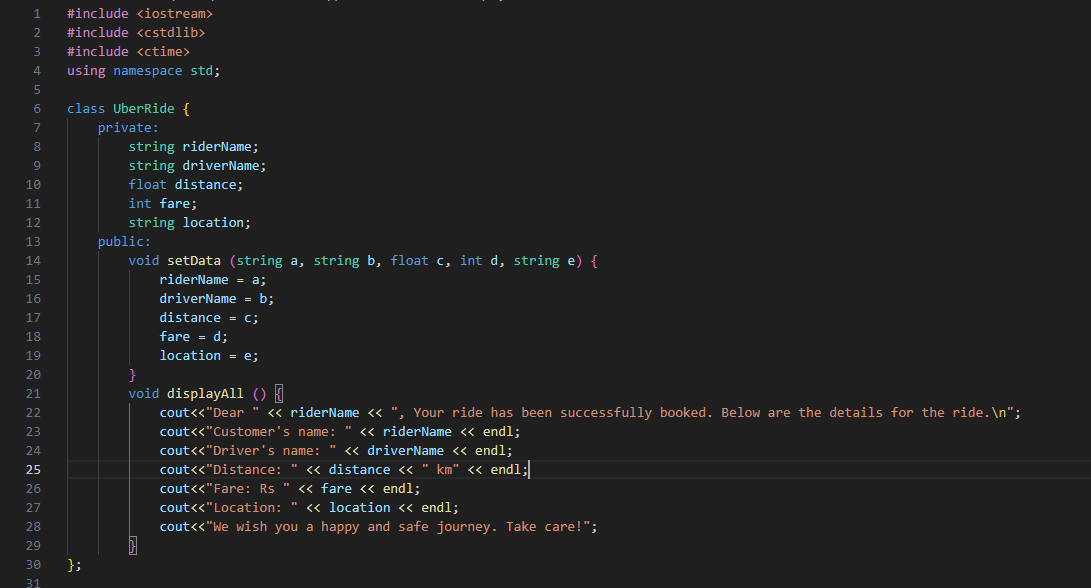 1 #include <iostream>
2 #include <cstdlib>
3 #include <ctime>
4 using namespace std;
5
6 class UberRide {
7     private:
8         string riderName;
9         string driverName;
10         float distance;
11         int fare;
12         string location;
13     public:
14         void setData (string a, string b, float c, int d, string e) {
15             riderName = a;
16             driverName = b;
17             distance = c;
18             fare = d;
19             location = e;
20         }
21         void displayAll () {
22             cout<<"Dear " << riderName << ", Your ride has been successfully booked. Below are the details for the ride.\n";
23             cout<<"Customer's name: " << riderName << endl;
24             cout<<"Driver's name: " << driverName << endl;
25             cout<<"Distance: " << distance << " km" << endl;
26             cout<<"Fare: Rs " << fare << endl;
27             cout<<"Location: " << location << endl;
28             cout<<"We wish you a happy and safe journey. Take care!";
29         }
30 };
31